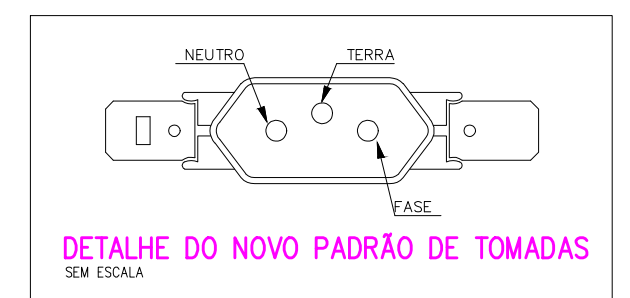 NEUTRO
TERRA
FASE
DETALHE DO NOVO PADRÃO DE TOMADAS
SEM ESCALA